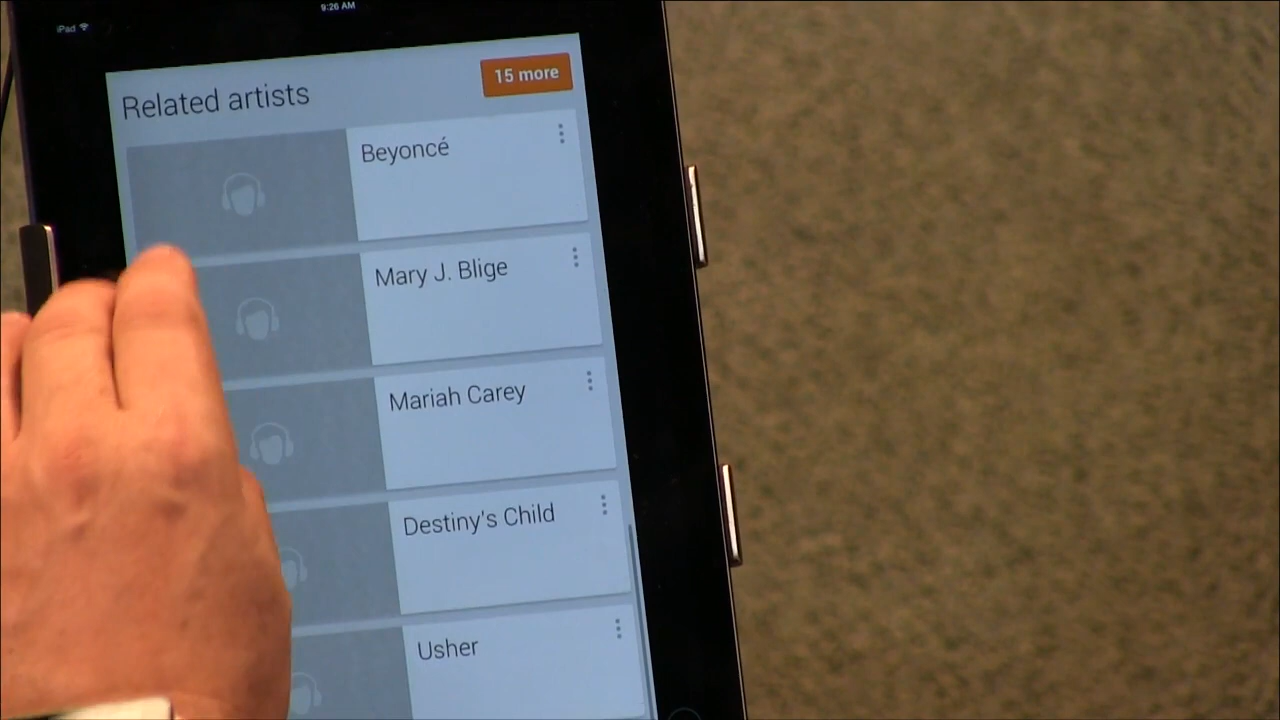 iPad
9:26 AM
Related artists
15 more
Beyoncé
Mary J. Blige
Mariah Carey
Destiny's Child
Usher